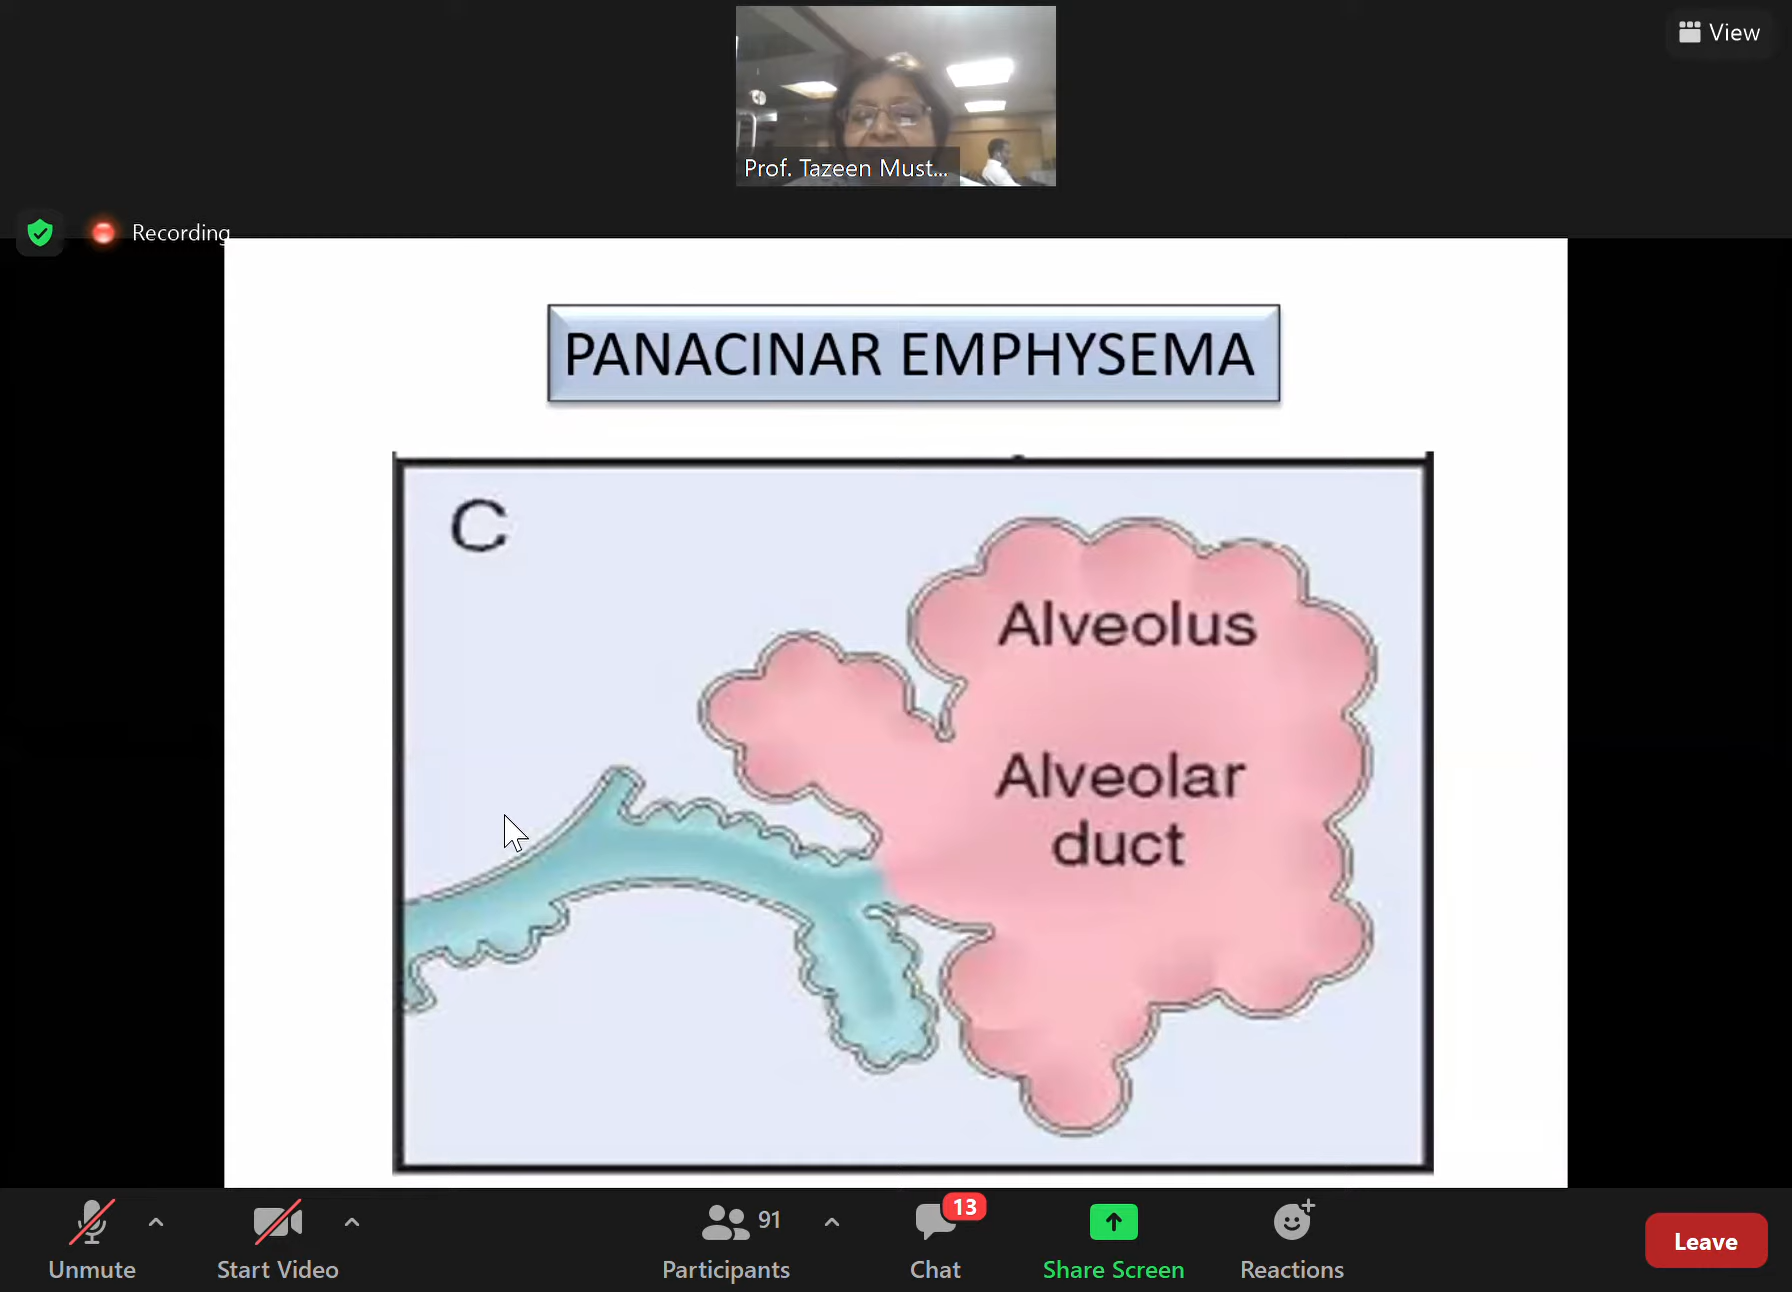 View
Prof. Tazeen Must...
Recording
PANACINAR EMPHYSEMA
C
Alveolus
Alveolar
duct
91
13
Unmute
Start Video
Participants
Chat
Share Screen
Reactions
Leave